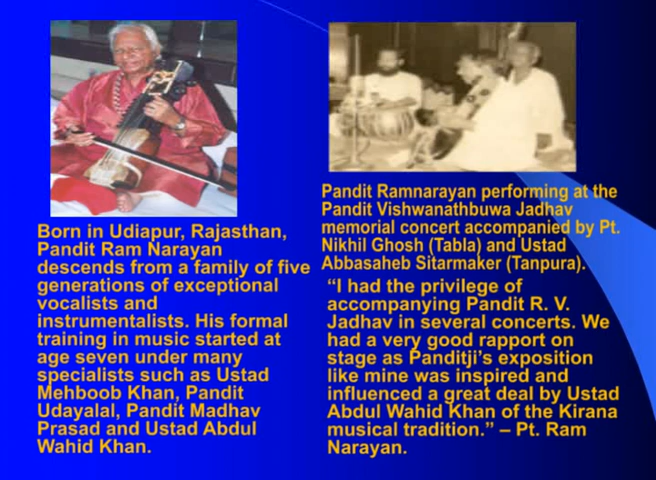 Born in Udiapur, Rajasthan,
Pandit Ram Narayan
descends from a family of five
generations of exceptional
vocalists and
instrumentalists. His formal
training in music started at
age seven under many
specialists such as Ustad
Mehboob Khan, Pandit
Udayalal, Pandit Madhav
Prasad and Ustad Abdul
Wahid Khan.
Pandit Ramnarayan performing at the
Pandit Vishwanathbuwa Jadhav
memorial concert accompanied by Pt.
Nikhil Ghosh (Tabla) and Ustad
Abbasaheb Sitarmaker (Tanpura).
“I had the privilege of
accompanying Pandit R. V.
Jadhav in several concerts. We
had a very good rapport on
stage as Panditji’s exposition
like mine was inspired and
influenced a great deal by Ustad
Abdul Wahid Khan of the Kirana
musical tradition.” – Pt. Ram
Narayan.